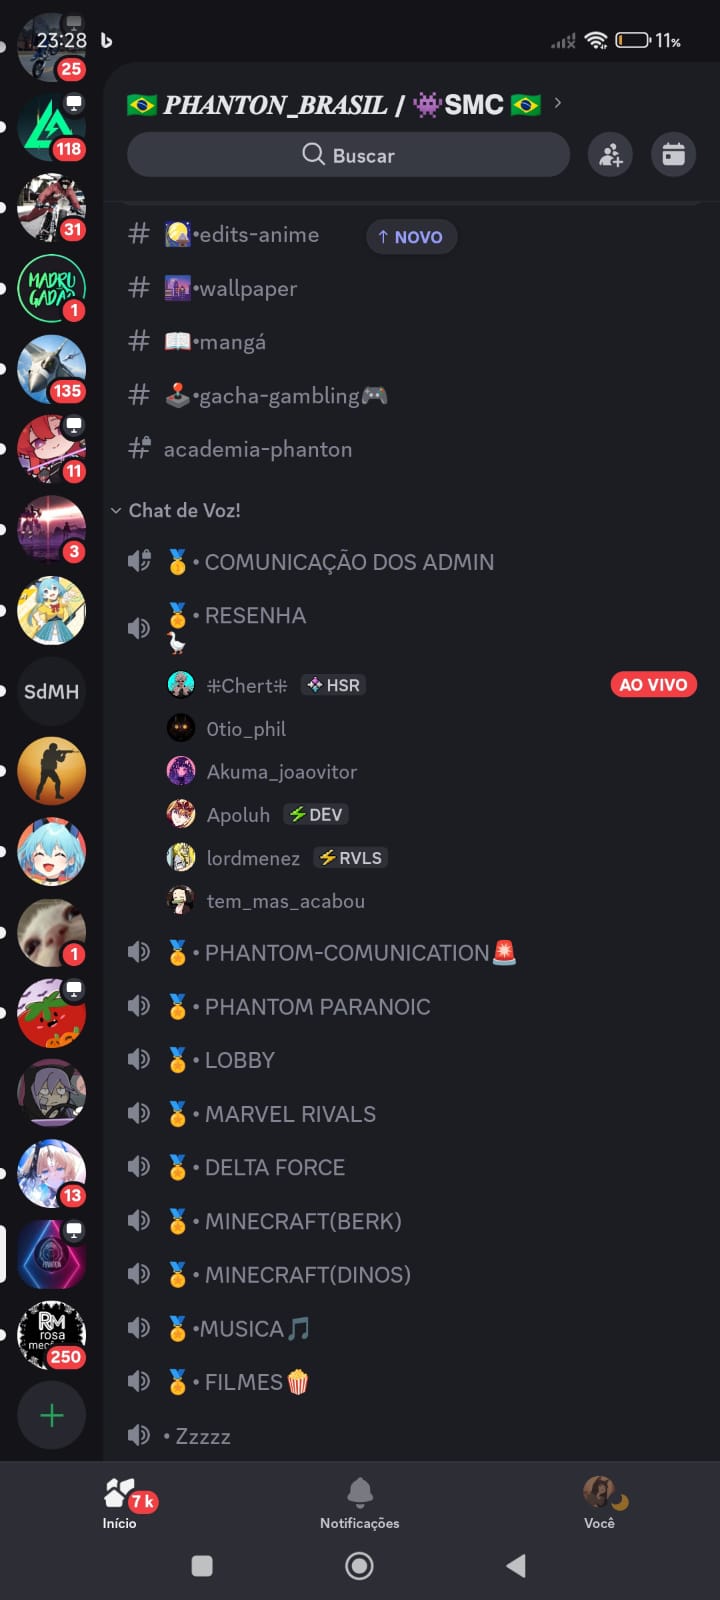 23:28
11%
25
🇧🇷 PHANTON_BRASIL / 👾SMC 🇧🇷
118
Buscar
31
# 🎑•edits-anime
↑ NOVO
MADRU
GADA?
1
# 🌆•wallpaper
# 📖•mangá
135
# 🕹️•gacha-gambling🎮
academia-phanton
11
Chat de Voz!
3
🏅• COMUNICAÇÃO DOS ADMIN
🏅• RESENHA
🪿
SdMH
⌗Chert⌗
HSR
AO VIVO
0tio_phil
Akuma_joaovitor
Apoluh
DEV
lordmenez
RVLS
tem_mas_acabou
1
🏅• PHANTOM-COMUNICATION🚨
🏅• PHANTOM PARANOIC
🏅• LOBBY
🏅• MARVEL RIVALS
🏅• DELTA FORCE
13
🏅• MINECRAFT(BERK)
PHANTON
🏅• MINECRAFT(DINOS)
RM
rosa
250
🏅•MUSICA🎵
🏅• FILMES🍿
• Zzzzz
7 k
Início
Notificações
Você